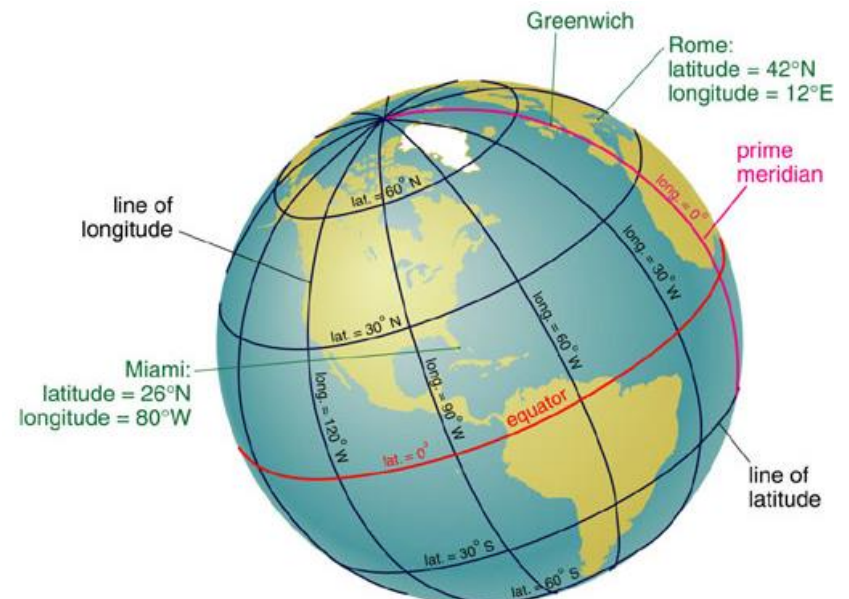 Greenwich
Rome:
latitude = 42°N
longitude = 12°E
prime
meridian
long. = 0°
line of
longitude
lat. = 60° N
long. = 30° W
lat. = 30° N
long. = 60° W
Miami:
latitude = 26°N
longitude = 80°W
long. = 120° W
long. = 90° W
equator
lat. = 0°
line of
latitude
lat. = 30° S
lat. = 60° S